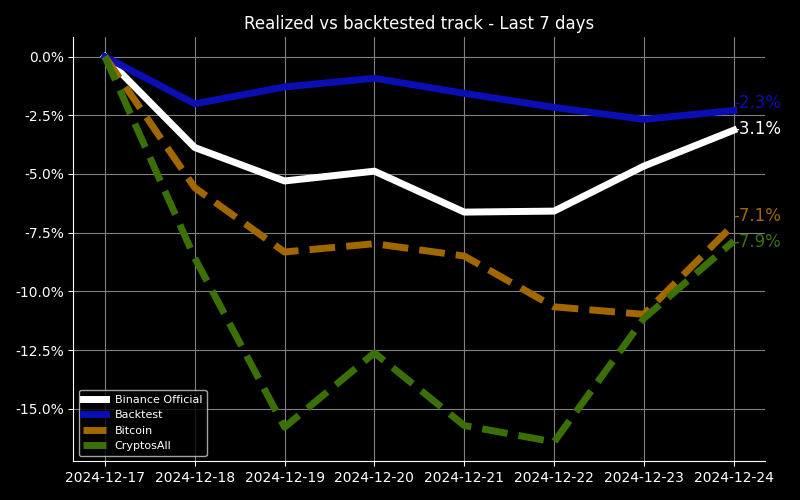 Realized vs backtested track - Last 7 days
0.0%
-2.5%
-5.0%
-7.5%
-10.0%
-12.5%
-15.0%
-2.3%
-3.1%
-7.1%
-7.9%
Binance Official
Backtest
Bitcoin
CryptosAll
2024-12-17 2024-12-18 2024-12-19 2024-12-20 2024-12-21 2024-12-22 2024-12-23 2024-12-24